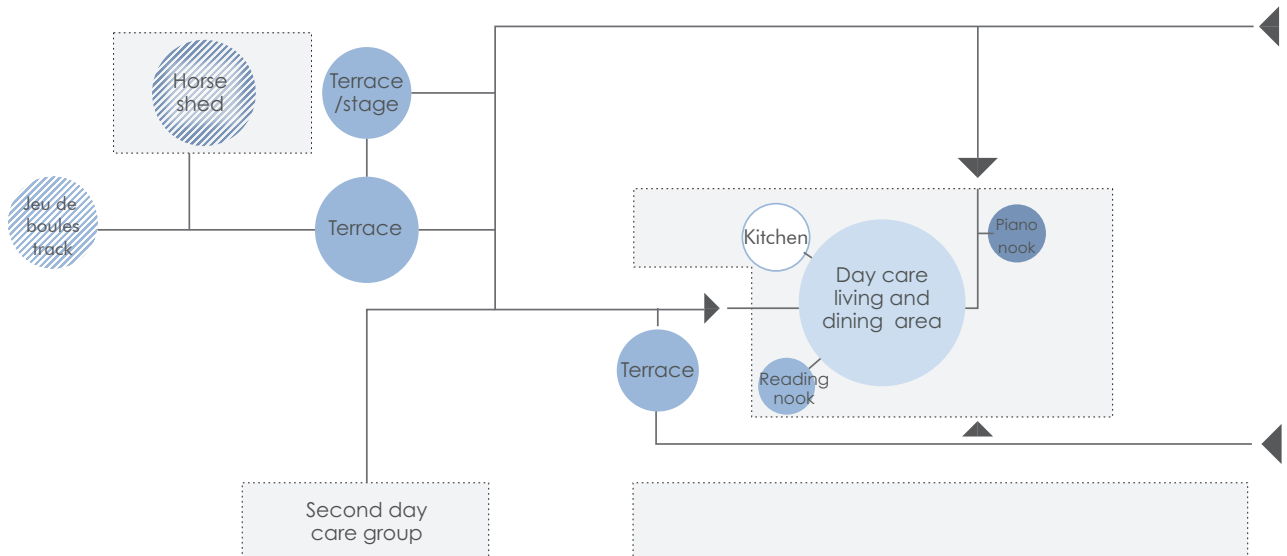 Horse
shed
Terrace
/stage
Jeu de
boules
track
Terrace
Kitchen
Piano
nook
Day care
living and
dining area
Terrace
Reading
nook
Second day
care group